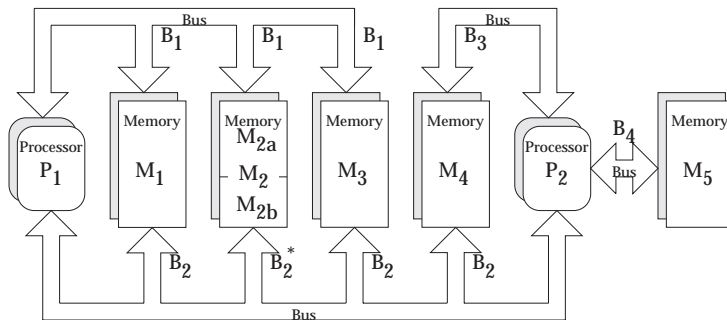 Bus
Bus
B1 B1 B1 B3
Memory Memory Memory Memory Memory
Processor M2a Processor B4
P1 M1 M2 M3 M4 P2 Bus M5
M2b
B2 B2* B2 B2
Bus